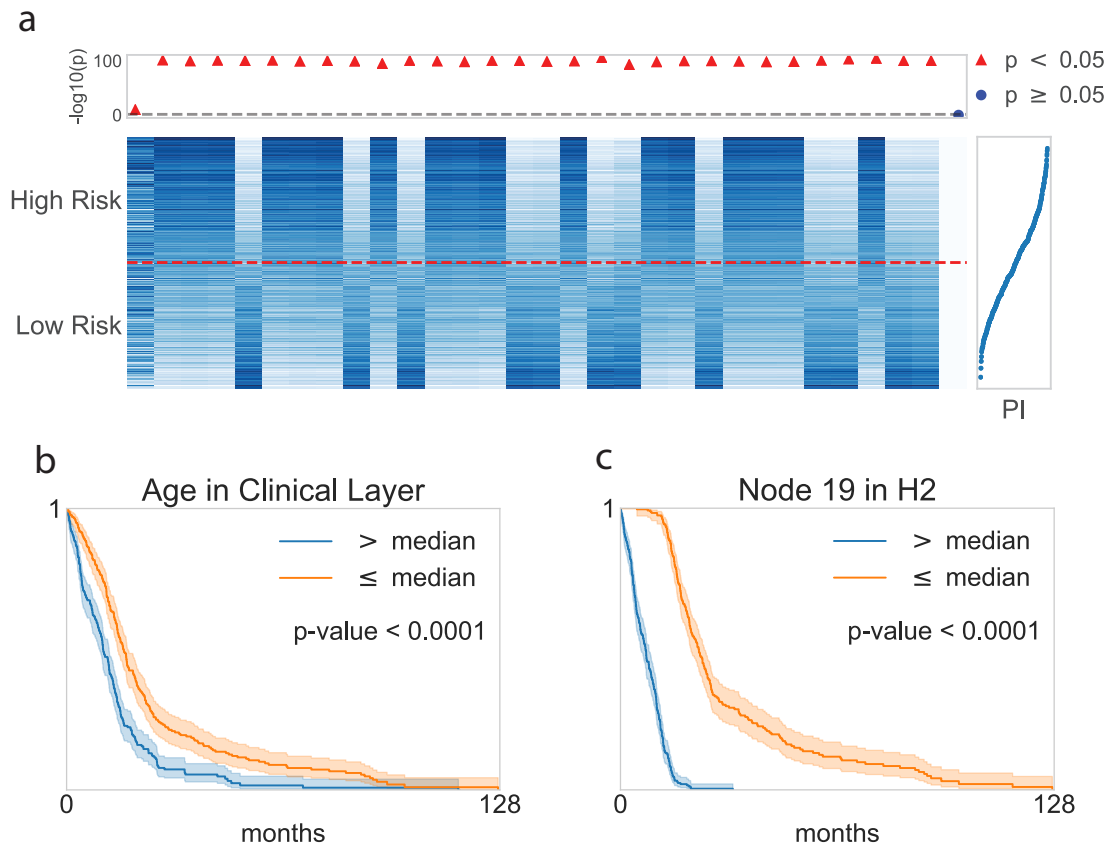 a
-log10(p)
100
0
p < 0.05
p ≥ 0.05
High Risk
Low Risk
PI
b
Age in Clinical Layer
1
> median
≤ median
p-value < 0.0001
0
128
months
c
Node 19 in H2
1
> median
≤ median
p-value < 0.0001
0
128
months